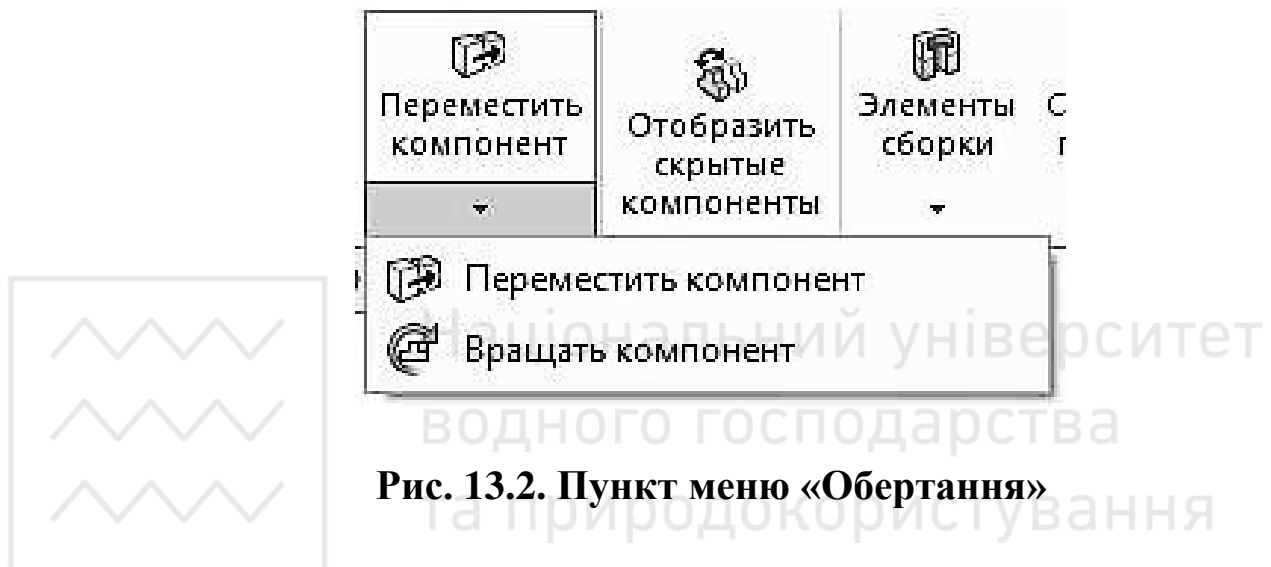 Переместить
компонент
Отобразить
скрытые
компоненты
Элементы
сборки
Переместить компонент
Вращать компонент
Національний університет
водного господарства
та природокористування
Рис. 13.2. Пункт меню «Обертання»